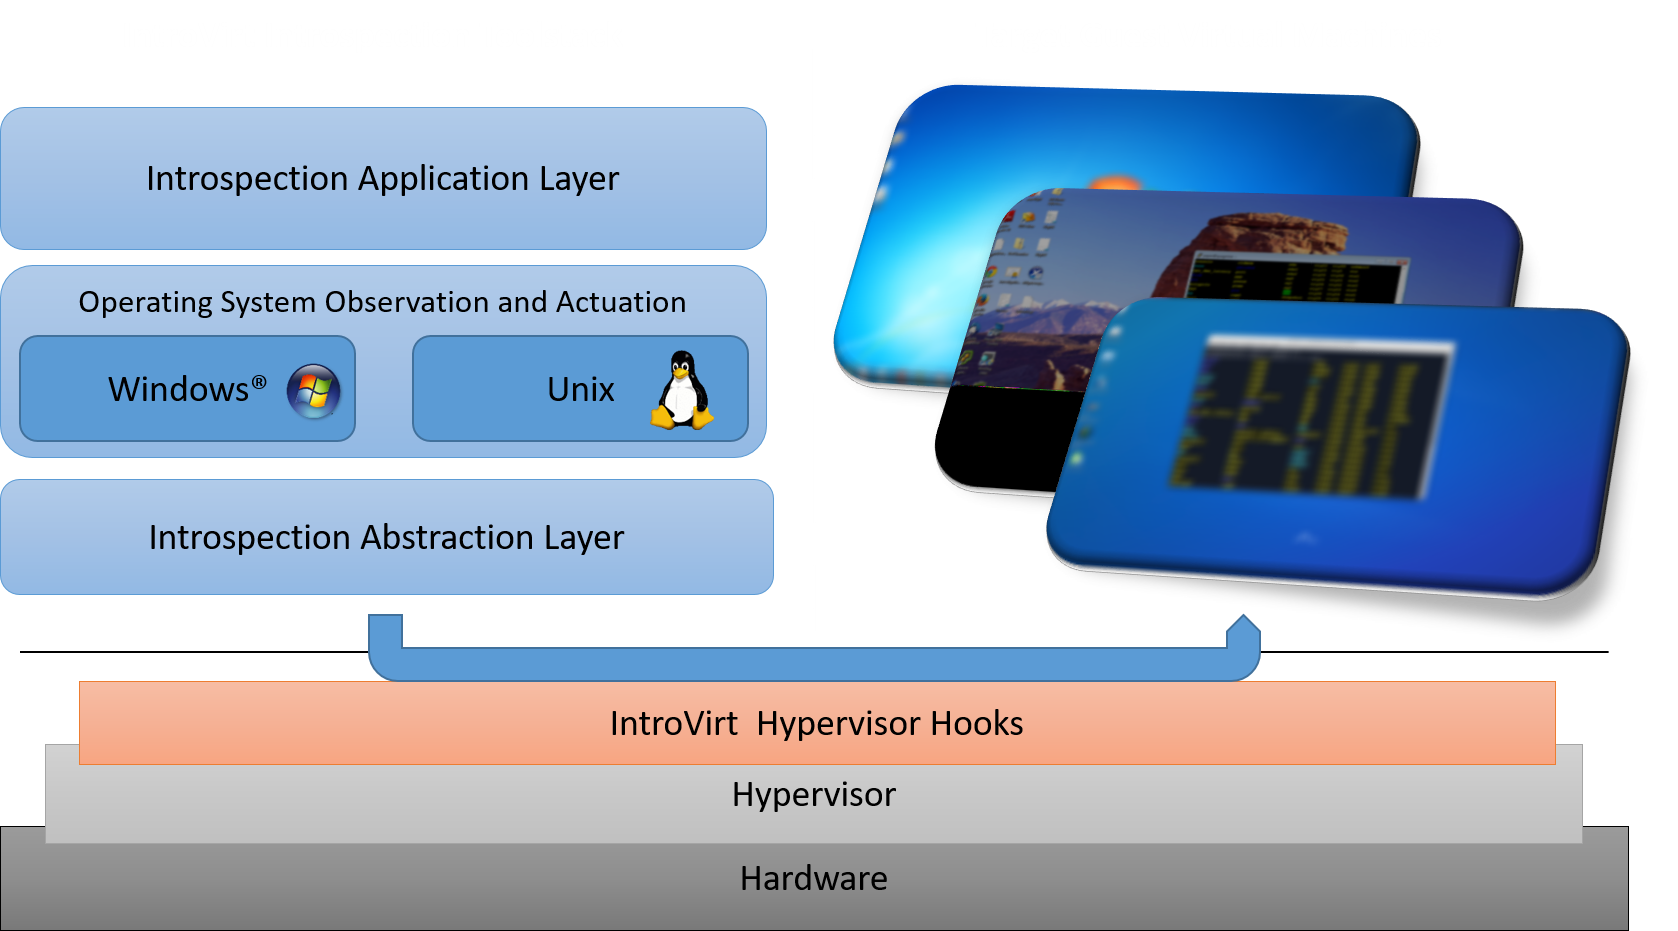 Introspection Application Layer
Operating System Observation and Actuation
Windows®
Unix
Introspection Abstraction Layer
IntroVirt  Hypervisor Hooks
Hypervisor
Hardware